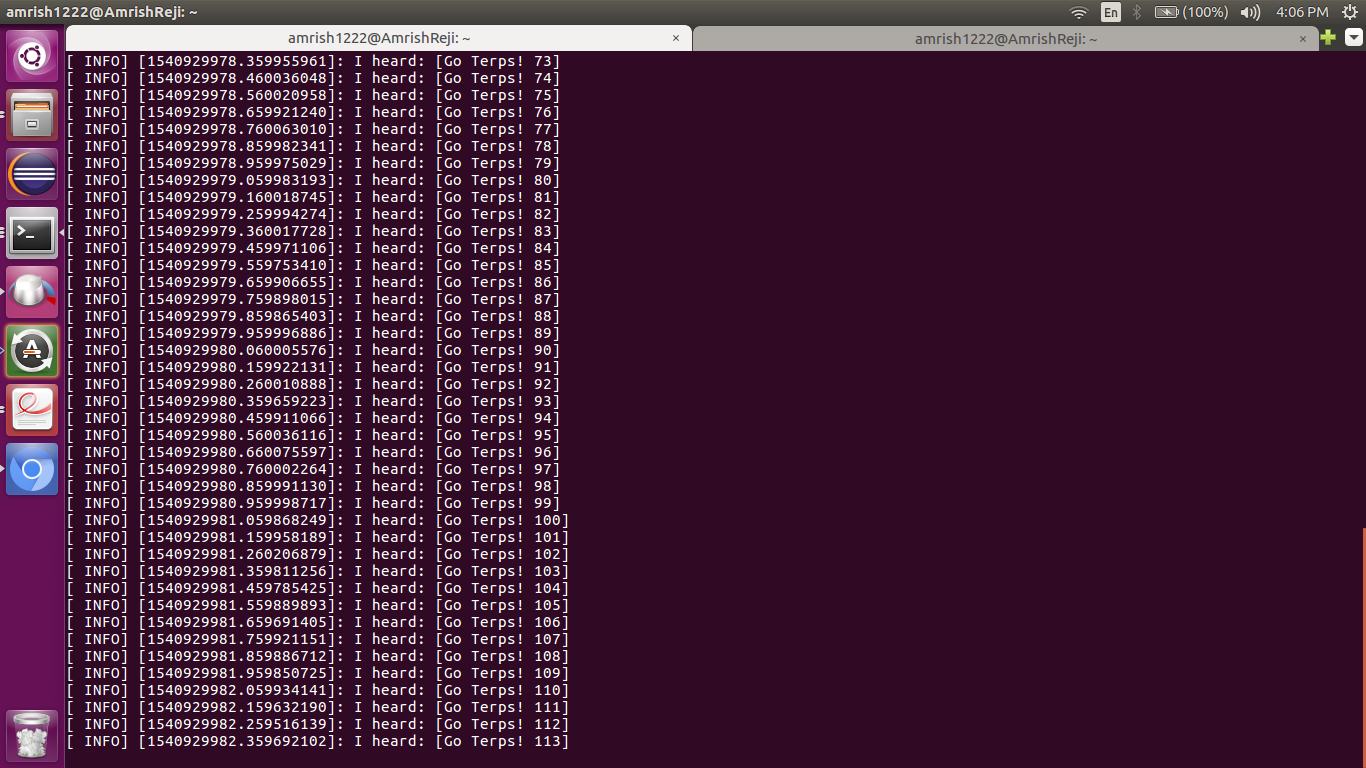 amrish1222@AmrishReji: ~
En
(100%)
4:06 PM
amrish1222@AmrishReji: ~ ×
amrish1222@AmrishReji: ~ ×
[ INFO] [1540929978.359955961]: I heard: [Go Terps! 73]
[ INFO] [1540929978.460036048]: I heard: [Go Terps! 74]
[ INFO] [1540929978.560020958]: I heard: [Go Terps! 75]
[ INFO] [1540929978.659921240]: I heard: [Go Terps! 76]
[ INFO] [1540929978.760063010]: I heard: [Go Terps! 77]
[ INFO] [1540929978.859982341]: I heard: [Go Terps! 78]
[ INFO] [1540929978.959975029]: I heard: [Go Terps! 79]
[ INFO] [1540929979.059983193]: I heard: [Go Terps! 80]
[ INFO] [1540929979.160018745]: I heard: [Go Terps! 81]
[ INFO] [1540929979.259994274]: I heard: [Go Terps! 82]
[ INFO] [1540929979.360017728]: I heard: [Go Terps! 83]
[ INFO] [1540929979.459971106]: I heard: [Go Terps! 84]
[ INFO] [1540929979.559753410]: I heard: [Go Terps! 85]
[ INFO] [1540929979.659906655]: I heard: [Go Terps! 86]
[ INFO] [1540929979.759898015]: I heard: [Go Terps! 87]
[ INFO] [1540929979.859865403]: I heard: [Go Terps! 88]
[ INFO] [1540929979.959996886]: I heard: [Go Terps! 89]
[ INFO] [1540929980.060005576]: I heard: [Go Terps! 90]
[ INFO] [1540929980.159922131]: I heard: [Go Terps! 91]
[ INFO] [1540929980.260010888]: I heard: [Go Terps! 92]
[ INFO] [1540929980.359659223]: I heard: [Go Terps! 93]
[ INFO] [1540929980.459911066]: I heard: [Go Terps! 94]
[ INFO] [1540929980.560036116]: I heard: [Go Terps! 95]
[ INFO] [1540929980.660075597]: I heard: [Go Terps! 96]
[ INFO] [1540929980.760002264]: I heard: [Go Terps! 97]
[ INFO] [1540929980.859991130]: I heard: [Go Terps! 98]
[ INFO] [1540929980.959998717]: I heard: [Go Terps! 99]
[ INFO] [1540929981.059868249]: I heard: [Go Terps! 100]
[ INFO] [1540929981.159958189]: I heard: [Go Terps! 101]
[ INFO] [1540929981.260206879]: I heard: [Go Terps! 102]
[ INFO] [1540929981.359811256]: I heard: [Go Terps! 103]
[ INFO] [1540929981.459785425]: I heard: [Go Terps! 104]
[ INFO] [1540929981.559889893]: I heard: [Go Terps! 105]
[ INFO] [1540929981.659691405]: I heard: [Go Terps! 106]
[ INFO] [1540929981.759921151]: I heard: [Go Terps! 107]
[ INFO] [1540929981.859886712]: I heard: [Go Terps! 108]
[ INFO] [1540929981.959850725]: I heard: [Go Terps! 109]
[ INFO] [1540929982.059934141]: I heard: [Go Terps! 110]
[ INFO] [1540929982.159632190]: I heard: [Go Terps! 111]
[ INFO] [1540929982.259516139]: I heard: [Go Terps! 112]
[ INFO] [1540929982.359692102]: I heard: [Go Terps! 113]